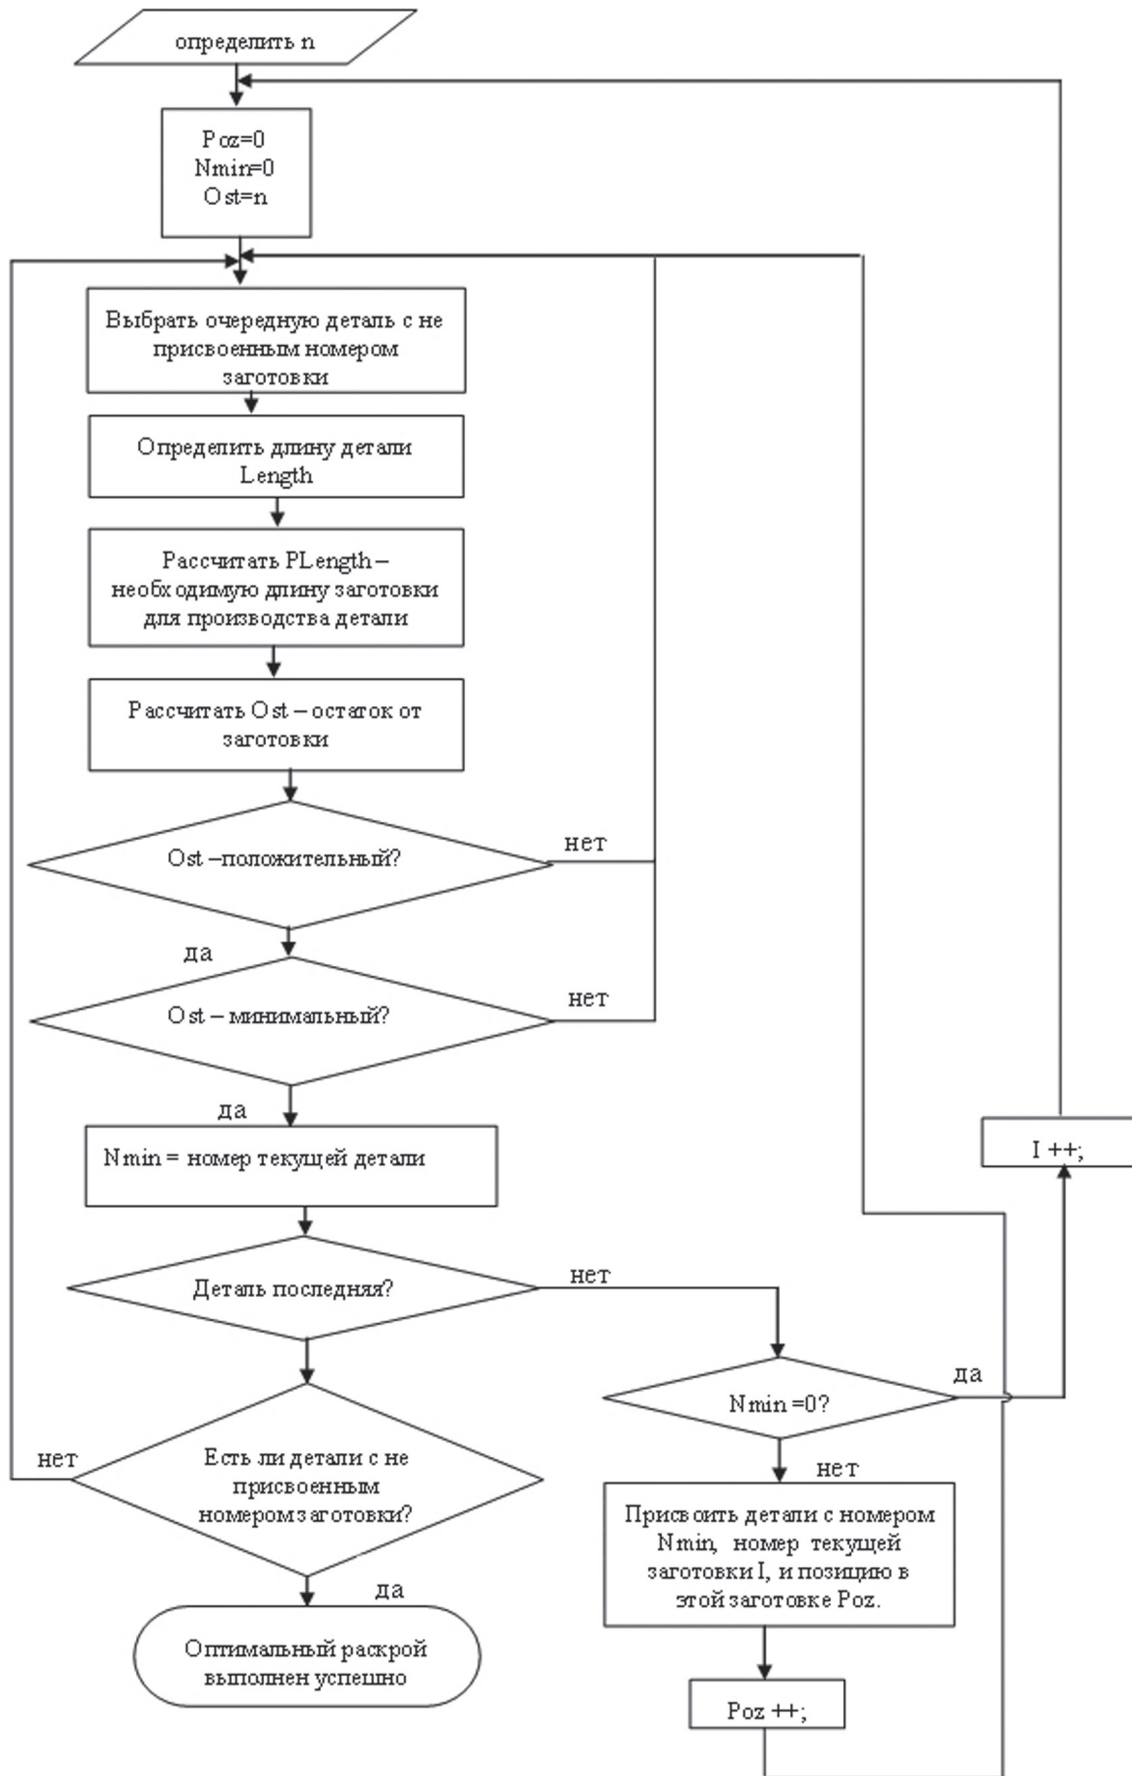 определить n
Poz=0
Nmin=0
Ost=n
Выбрать очередную деталь с не
присвоенным номером
заготовки
Определить длину детали
Length
Рассчитать PLength –
необходимую длину заготовки
для производства детали
Рассчитать Ost – остаток от
заготовки
Ost –положительный?
нет
да
Ost – минимальный?
нет
да
Nmin = номер текущей детали
I ++;
Деталь последняя?
нет
Nmin =0?
да
нет
Есть ли детали с не
присвоенным
номером заготовки?
нет
да
Присвоить детали с номером
Nmin, номер текущей
заготовки I, и позицию в
этой заготовке Poz.
Оптимальный раскрой
выполнен успешно
Poz ++;